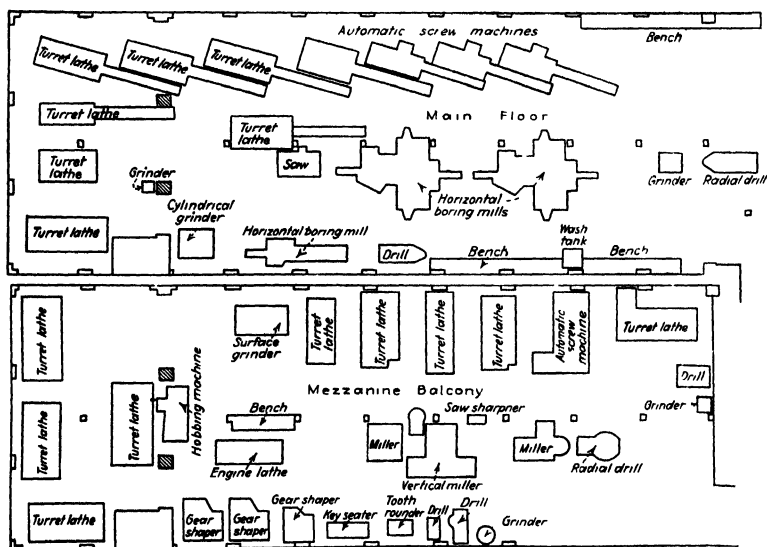 Automatic screw machines
Bench
Turret lathe
Turret lathe
Turret lathe
Turret lathe
Main Floor
Turret lathe
Turret lathe
Saw
Grinder
Horizontal
boring mills
Grinder
Radial drill
Cylindrical
grinder
Turret lathe
Horizontal boring mill
Drill
Bench
Wash
tank
Bench
Turret lathe
Surface
grinder
Turret
lathe
Turret lathe
Turret lathe
Turret lathe
Automatic
screw
machine
Turret lathe
Drill
Mezzanine Balcony
Turret lathe
Turret lathe
Hobbing machine
Bench
Engine lathe
Miller
Saw sharpner
Vertical miller
Miller
Radial drill
Grinder
Turret lathe
Gear
shaper
Gear
shaper
Gear shaper
Key seater
Tooth
rounder
Drill
Drill
Grinder